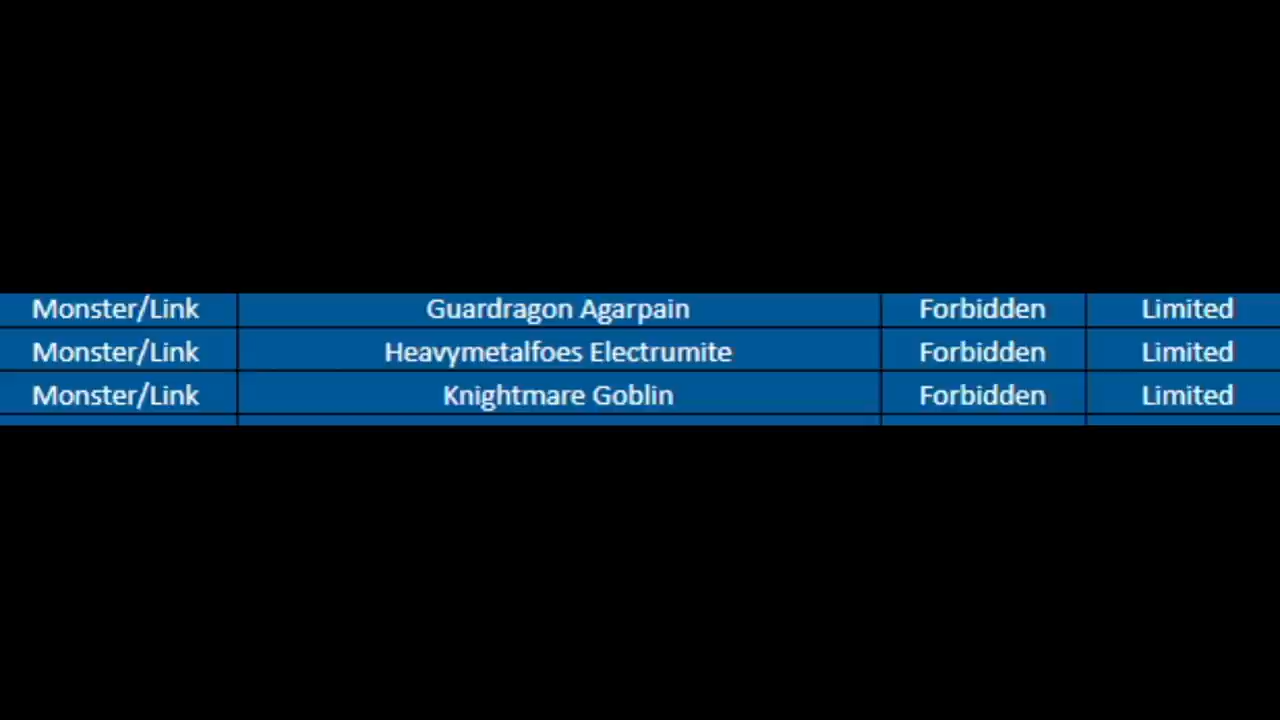 Monster/Link Guardragon Agarpain Forbidden Limited
Monster/Link Heavymetalfoes Electrumite Forbidden Limited
Monster/Link Knightmare Goblin Forbidden Limited